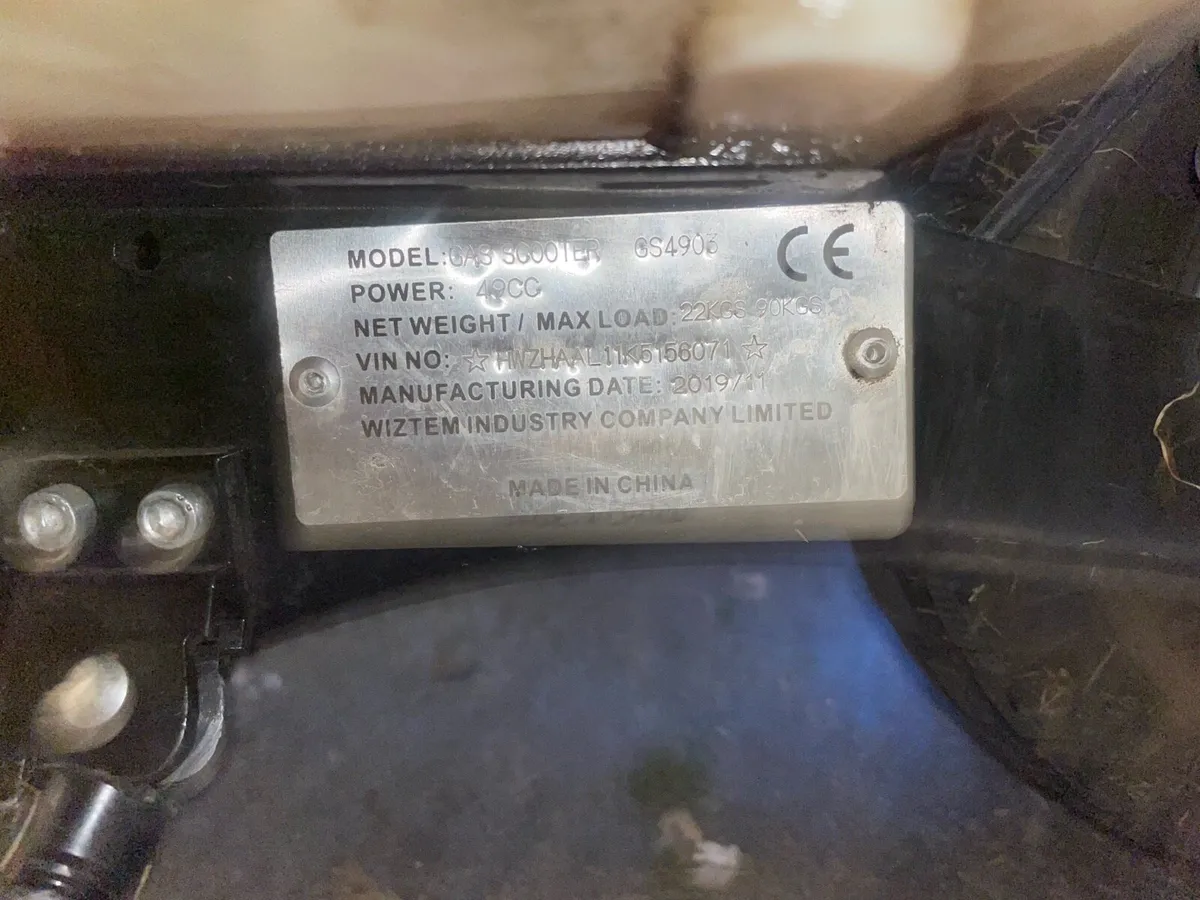 MODEL: GAS SCOOTER GS4903 CE
POWER: 49CC
NET WEIGHT / MAX LOAD: 22KGS 90KGS
VIN NO: ☆ HWZHAAL11K5156071 ☆
MANUFACTURING DATE: 2019/11
WIZTEM INDUSTRY COMPANY LIMITED
MADE IN CHINA